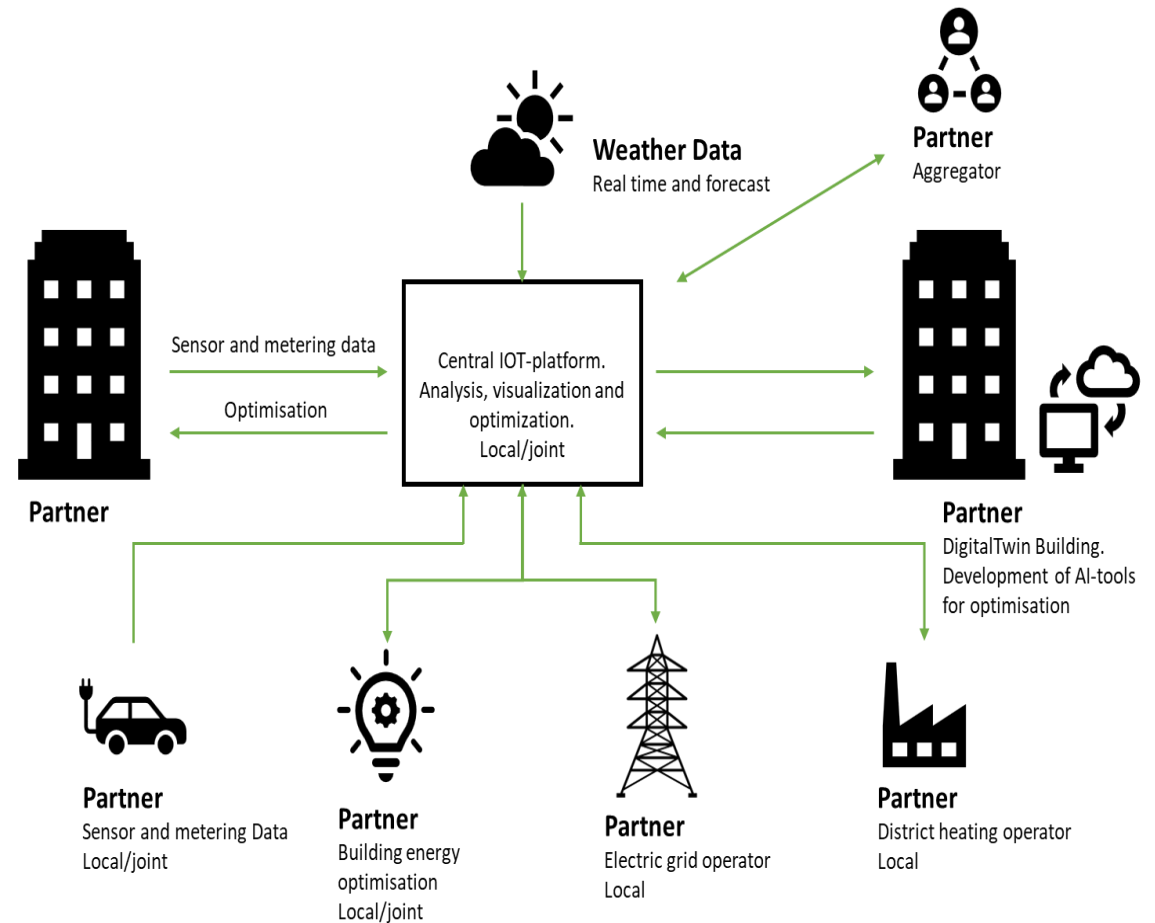 Partner
Aggregator
Weather Data
Real time and forecast
Sensor and metering data
Optimisation
Central IOT-platform.
Analysis, visualization and
optimization.
Local/joint
Partner
Partner
DigitalTwin Building.
Development of AI-tools
for optimisation
Partner
Sensor and metering Data
Local/joint
Partner
Building energy
optimisation
Local/joint
Partner
Electric grid operator
Local
Partner
District heating operator
Local